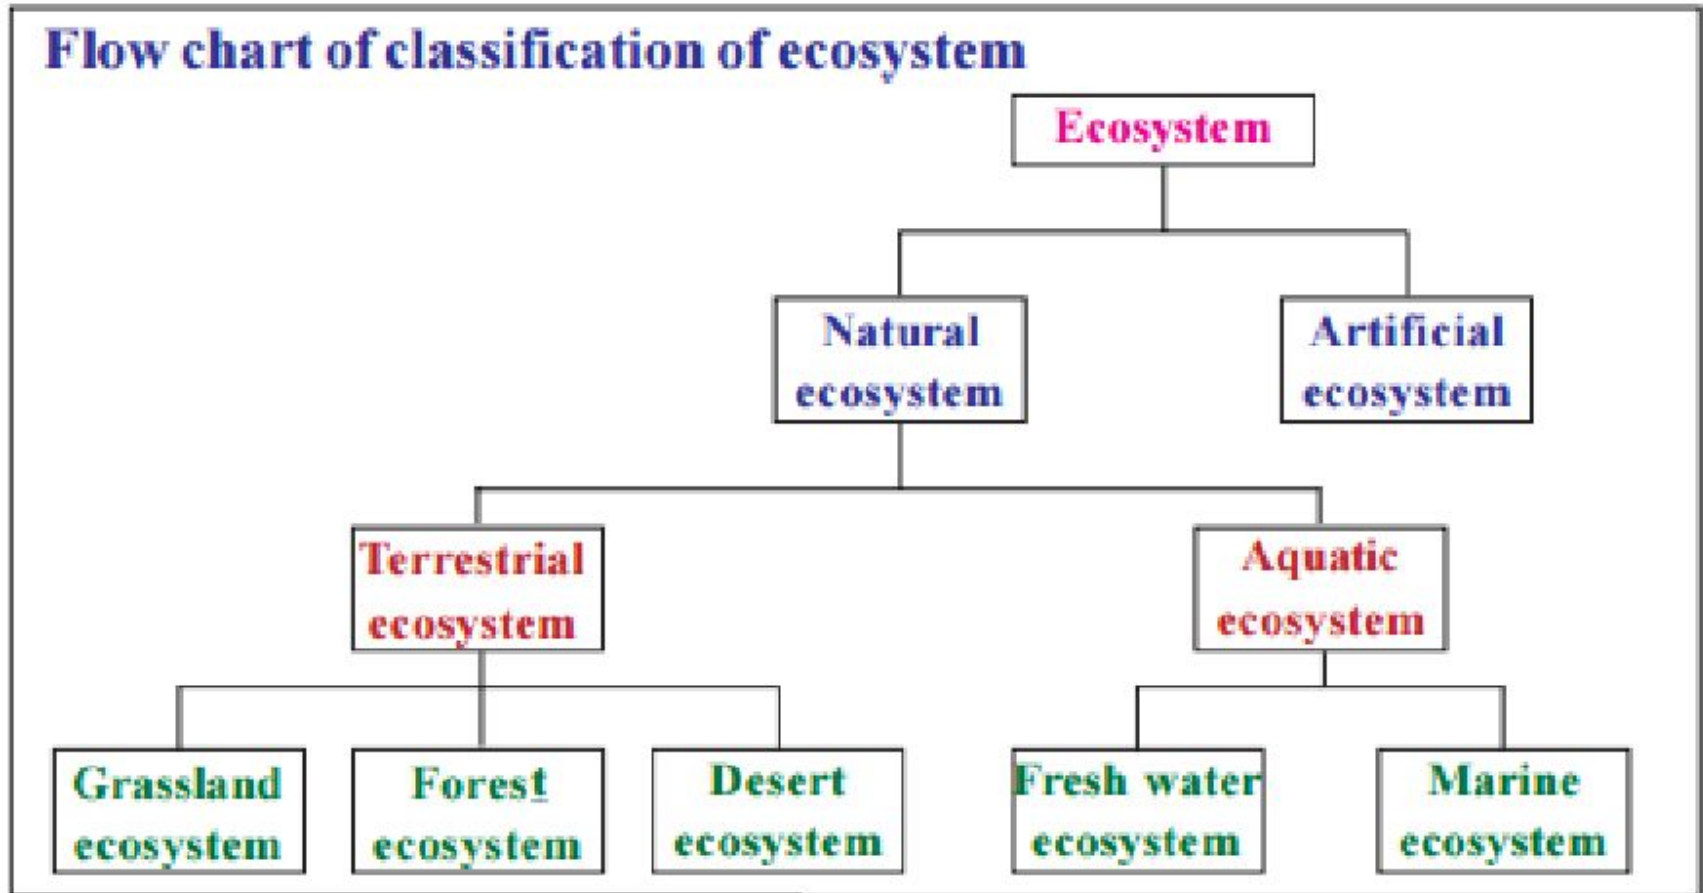 Flow chart of classification of ecosystem
Ecosystem
Natural
ecosystem
Artificial
ecosystem
Terrestrial
ecosystem
Aquatic
ecosystem
Grassland
ecosystem
Forest
ecosystem
Desert
ecosystem
Fresh water
ecosystem
Marine
ecosystem